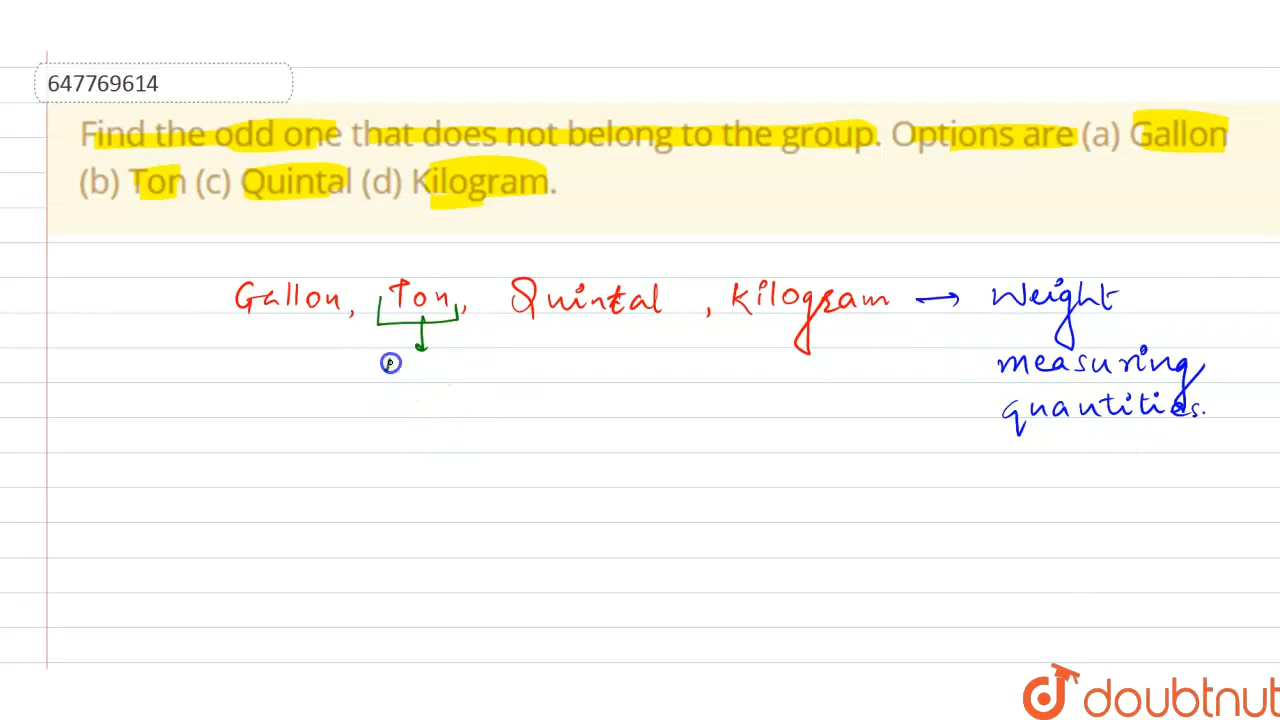 647769614
Find the odd one that does not belong to the group. Options are (a) Gallon
(b) Ton (c) Quintal (d) Kilogram.
Gallon, Ton, Quintal, Kilogram → Weight
P
measuring
quantities.
doubtnut